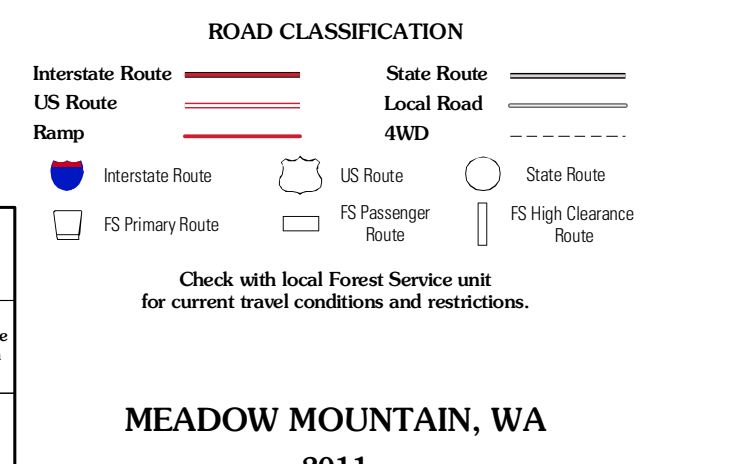 ROAD CLASSIFICATION
Interstate Route
State Route
US Route
Local Road
Ramp
4WD
Interstate Route
US Route
State Route
FS Primary Route
FS Passenger
Route
FS High Clearance
Route
Check with local Forest Service unit
for current travel conditions and restrictions.
MEADOW MOUNTAIN, WA
2011